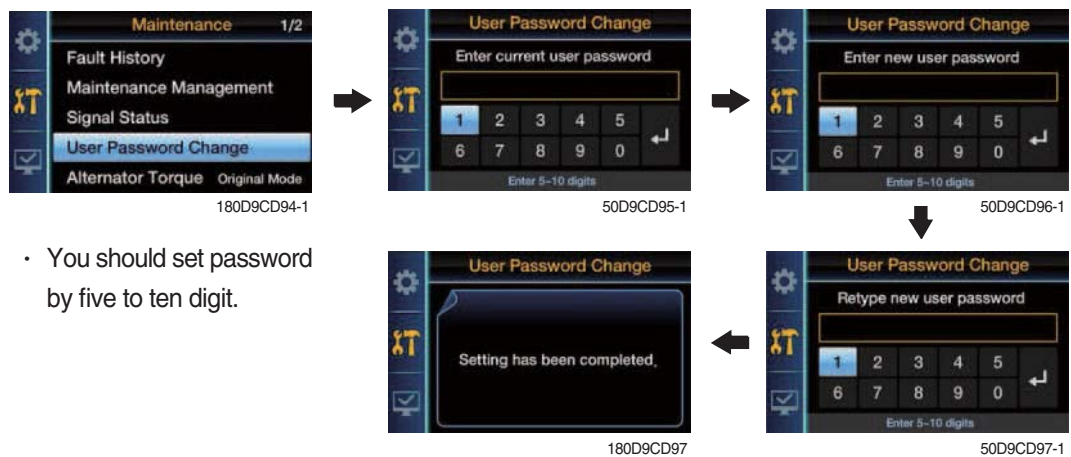 Maintenance 1/2
Fault History
Maintenance Management
Signal Status
User Password Change
Alternator Torque Original Mode
180D9CD94-1
User Password Change
Enter current user password
1 2 3 4 5
6 7 8 9 0
Enter 5~10 digits
50D9CD95-1
User Password Change
Enter new user password
1 2 3 4 5
6 7 8 9 0
Enter 5~10 digits
50D9CD96-1
· You should set password
by five to ten digit.
User Password Change
Retype new user password
1 2 3 4 5
6 7 8 9 0
Enter 5~10 digits
50D9CD97-1
User Password Change
Setting has been completed.
180D9CD97